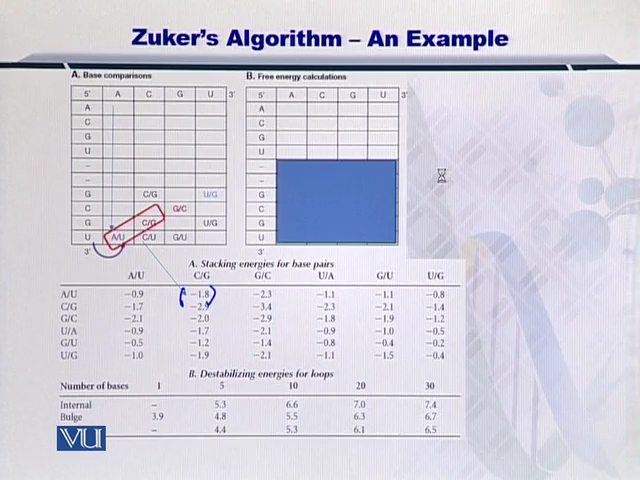 Zuker's Algorithm – An Example
A. Base comparisons
B. Free energy calculations
5' A C G U 3'
A
C
G
U
–
–
G C/G U/G
C G/C
G C/G U/G
U A/U C/U G/U
3'
5' A C G U 3'
A
C
G
U
–
–
G
C
G
U
3'
A. Stacking energies for base pairs
A/U C/G G/C U/A G/U U/G
A/U −0.9 −1.8 −2.3 −1.1 −1.1 −0.8
C/G −1.7 −2.9 −3.4 −2.3 −2.1 −1.4
G/C −2.1 −2.0 −2.9 −1.8 −1.9 −1.2
U/A −0.9 −1.7 −2.1 −0.9 −1.0 −0.5
G/U −0.5 −1.2 −1.4 −0.8 −0.4 −0.2
U/G −1.0 −1.9 −2.1 −1.1 −1.5 −0.4
B. Destabilizing energies for loops
Number of bases 1 5 10 20 30
Internal – 5.3 6.6 7.0 7.4
Bulge 3.9 4.8 5.5 6.3 6.7
– 4.4 5.3 6.1 6.5
VU